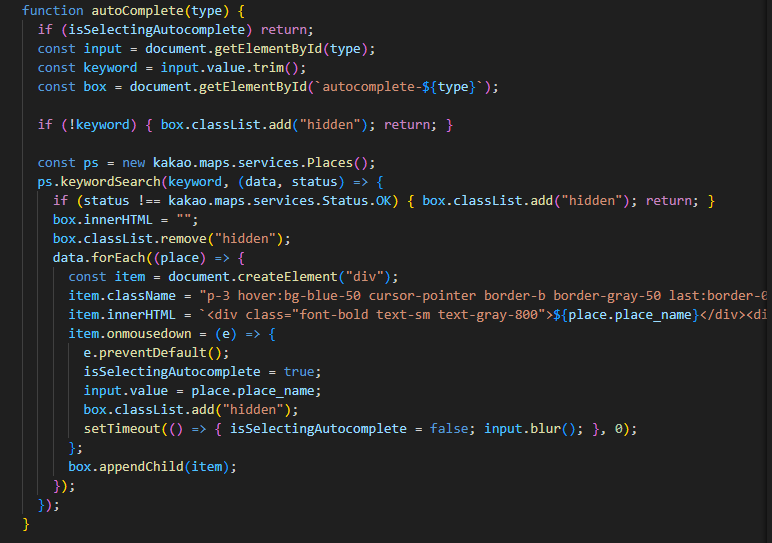 function autoComplete(type) {
if (isSelectingAutocomplete) return;
const input = document.getElementById(type);
const keyword = input.value.trim();
const box = document.getElementById(`autocomplete-${type}`);
if (!keyword) { box.classList.add("hidden"); return; }
const ps = new kakao.maps.services.Places();
ps.keywordSearch(keyword, (data, status) => {
if (status !== kakao.maps.services.Status.OK) { box.classList.add("hidden"); return; }
box.innerHTML = "";
box.classList.remove("hidden");
data.forEach((place) => {
const item = document.createElement("div");
item.className = "p-3 hover:bg-blue-50 cursor-pointer border-b border-gray-50 last:border-0
item.innerHTML = `<div class="font-bold text-sm text-gray-800">${place.place_name}</div><di
item.onmousedown = (e) => {
e.preventDefault();
isSelectingAutocomplete = true;
input.value = place.place_name;
box.classList.add("hidden");
setTimeout(() => { isSelectingAutocomplete = false; input.blur(); }, 0);
};
box.appendChild(item);
});
});
}